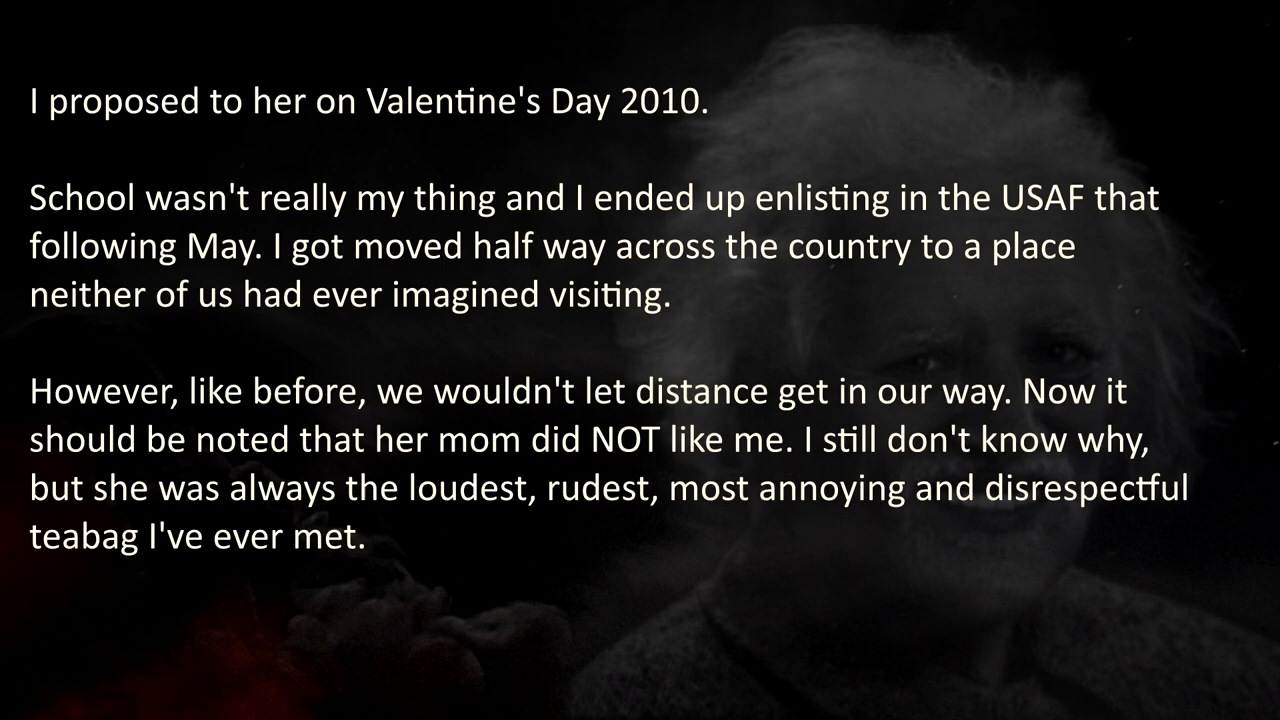 I proposed to her on Valentine's Day 2010.
School wasn't really my thing and I ended up enlisting in the USAF that
following May. I got moved half way across the country to a place
neither of us had ever imagined visiting.
However, like before, we wouldn't let distance get in our way. Now it
should be noted that her mom did NOT like me. I still don't know why,
but she was always the loudest, rudest, most annoying and disrespectful
teabag I've ever met.